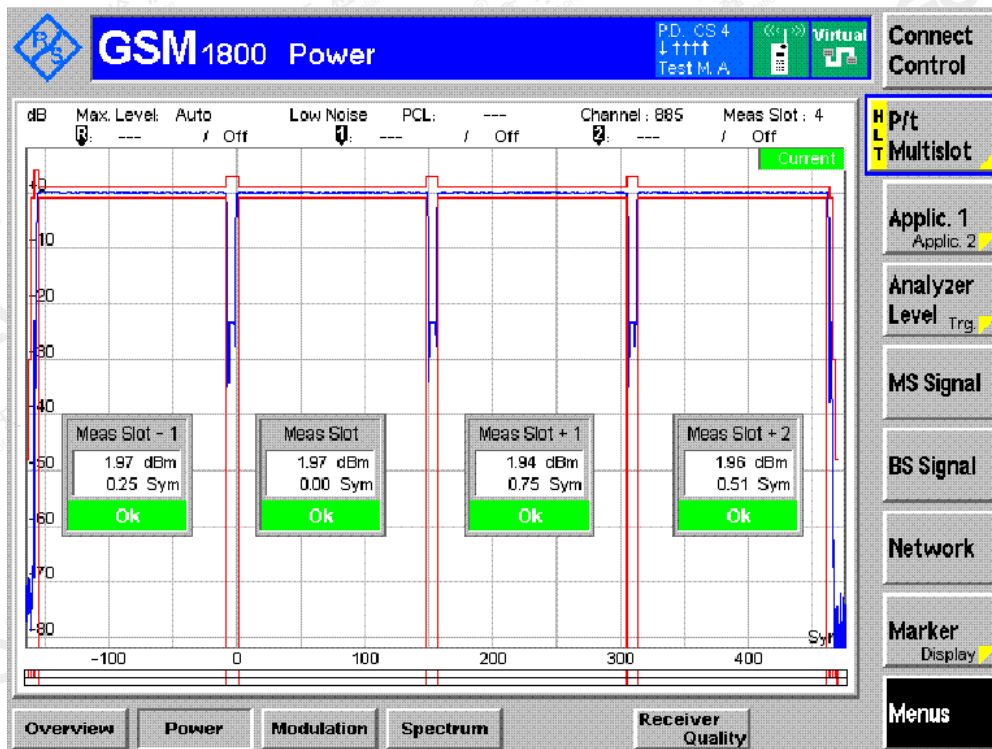 R/S
GSM 1800 Power
P.D. CS 4
↓ ↑↑↑↑
Test M. A.
Virtual
Connect Control
dB Max. Level: Auto Low Noise PCL: --- Channel : 885 Meas Slot : 4
R: --- / Off 1: --- / Off 2: --- / Off
Current
HLT
P/t Multislot
Applic. 1
Applic. 2
Analyzer Level Trg.
MS Signal
BS Signal
Network
Marker
Display
Menus
+0
-10
-20
-30
-40
-50
-60
-70
-80
Meas Slot - 1
1.97 dBm
0.25 Sym
Ok
Meas Slot
1.97 dBm
0.00 Sym
Ok
Meas Slot + 1
1.94 dBm
0.75 Sym
Ok
Meas Slot + 2
1.96 dBm
0.51 Sym
Ok
-100 0 100 200 300 400
Overview Power Modulation Spectrum Receiver Quality